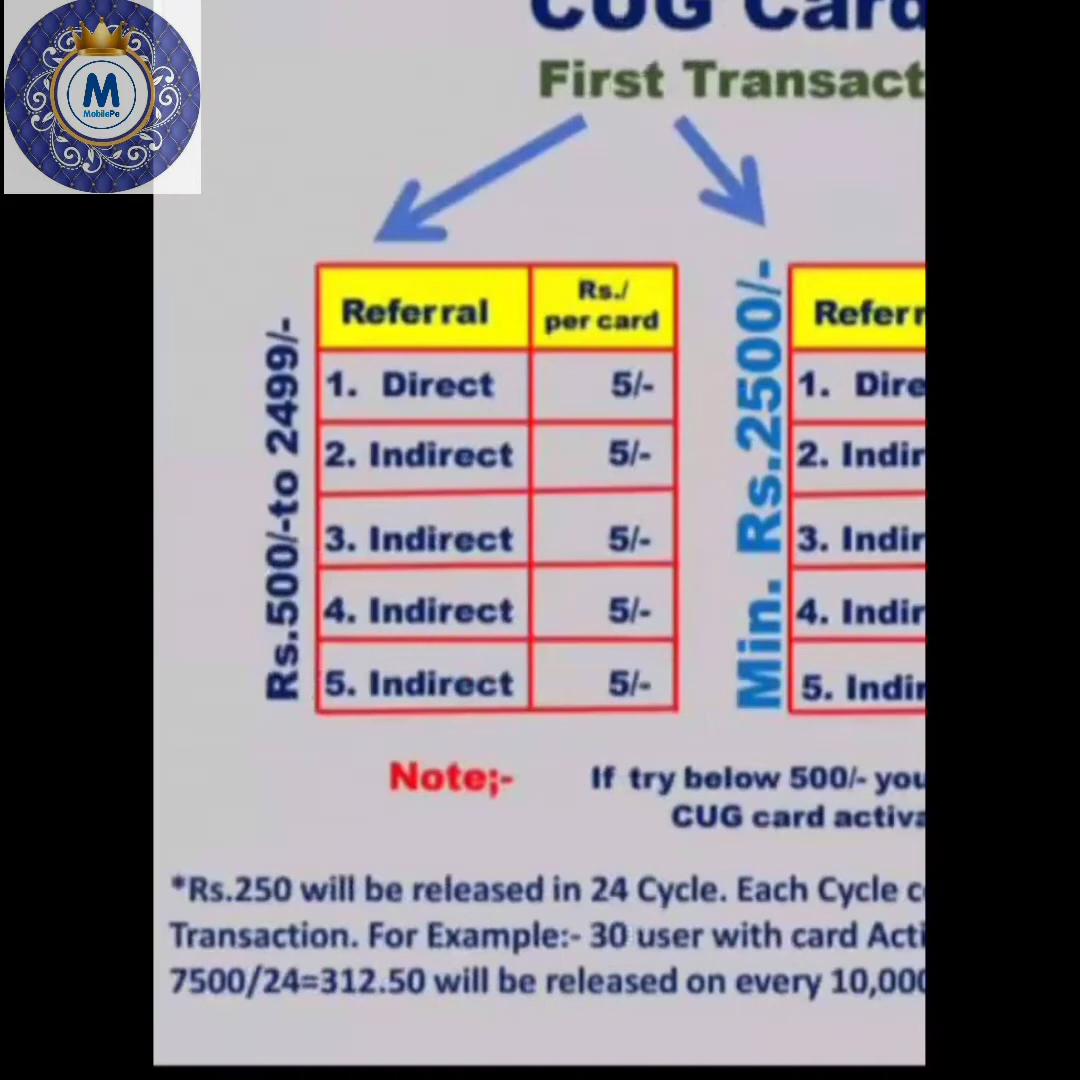 CUG Card
First Transact
M
MobilePe
Rs.500/-to 2499/-
Referral
Rs./
per card
1. Direct 5/-
2. Indirect 5/-
3. Indirect 5/-
4. Indirect 5/-
5. Indirect 5/-
Min. Rs.2500/-
Referr
1. Dire
2. Indir
3. Indir
4. Indir
5. Indir
Note;-
If try below 500/- you
CUG card activa
*Rs.250 will be released in 24 Cycle. Each Cycle c
Transaction. For Example:- 30 user with card Acti
7500/24=312.50 will be released on every 10,000